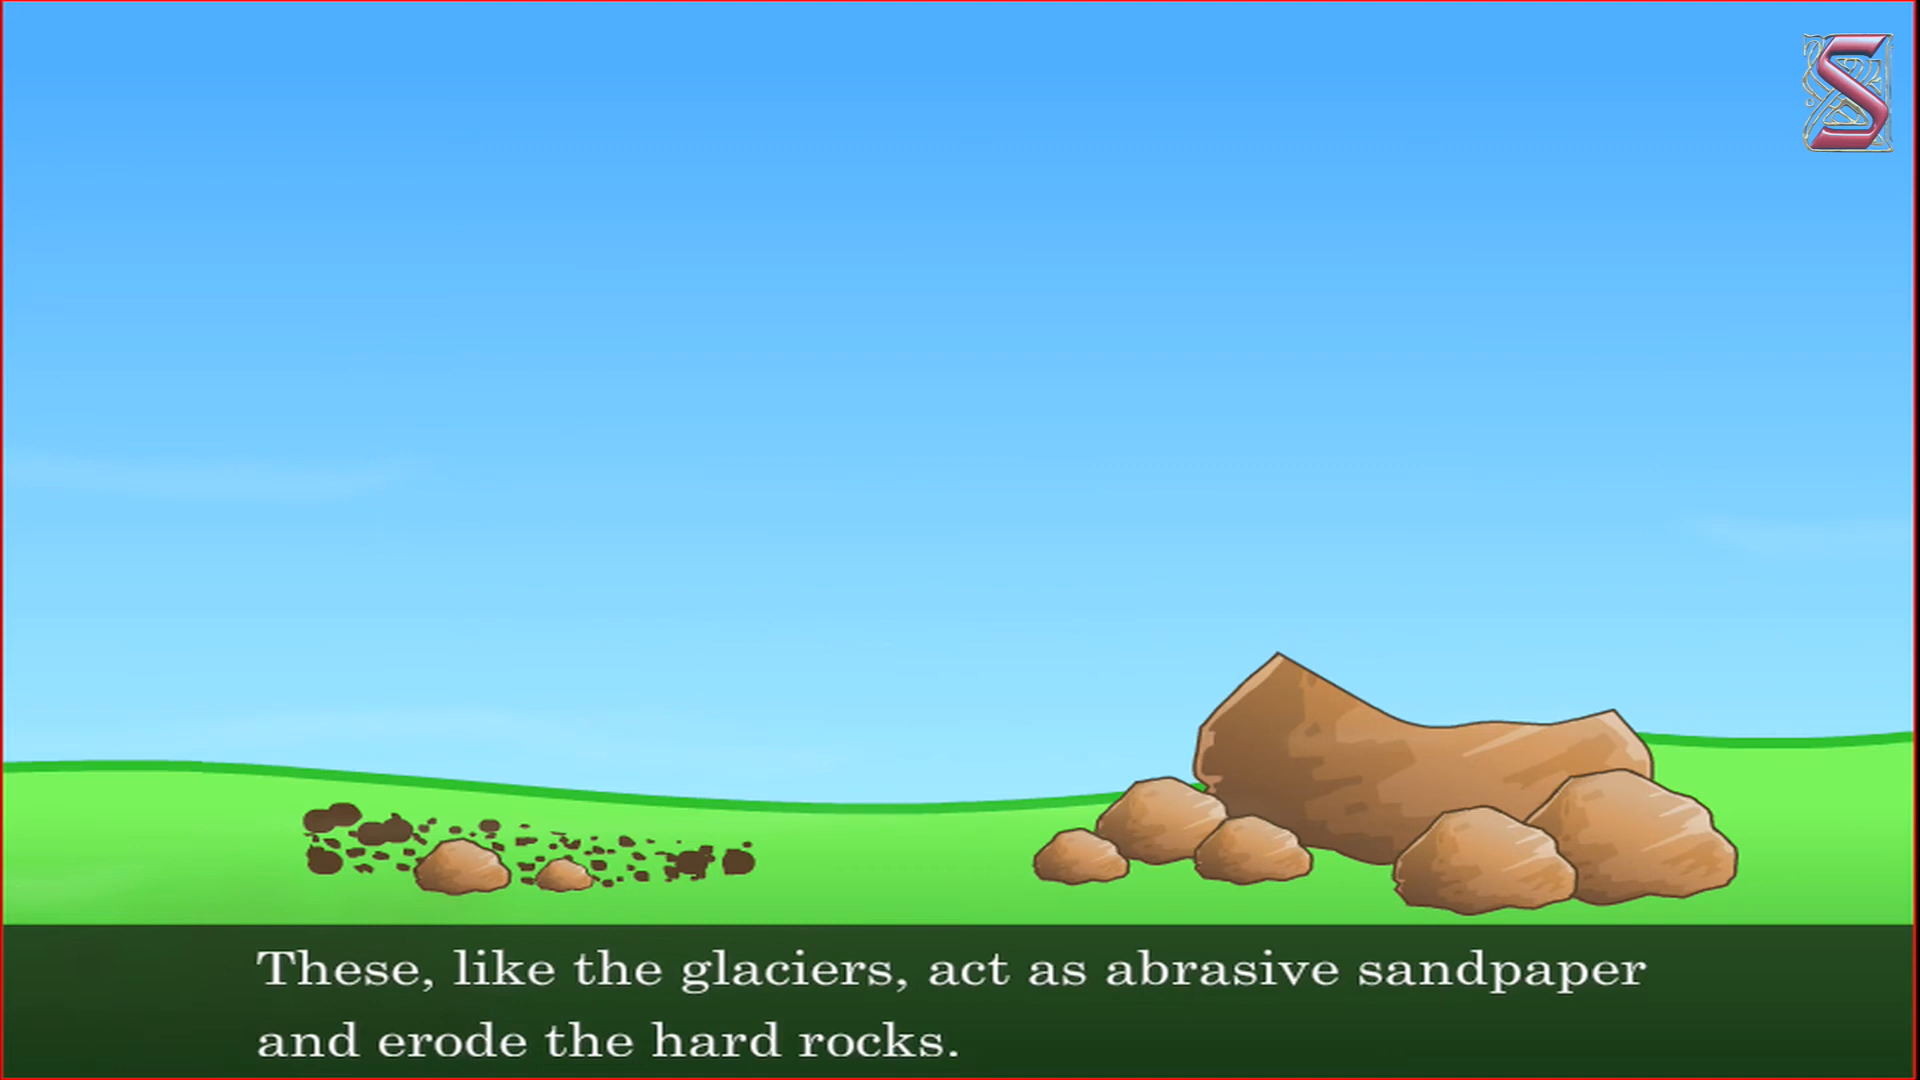 S
These, like the glaciers, act as abrasive sandpaper
and erode the hard rocks.